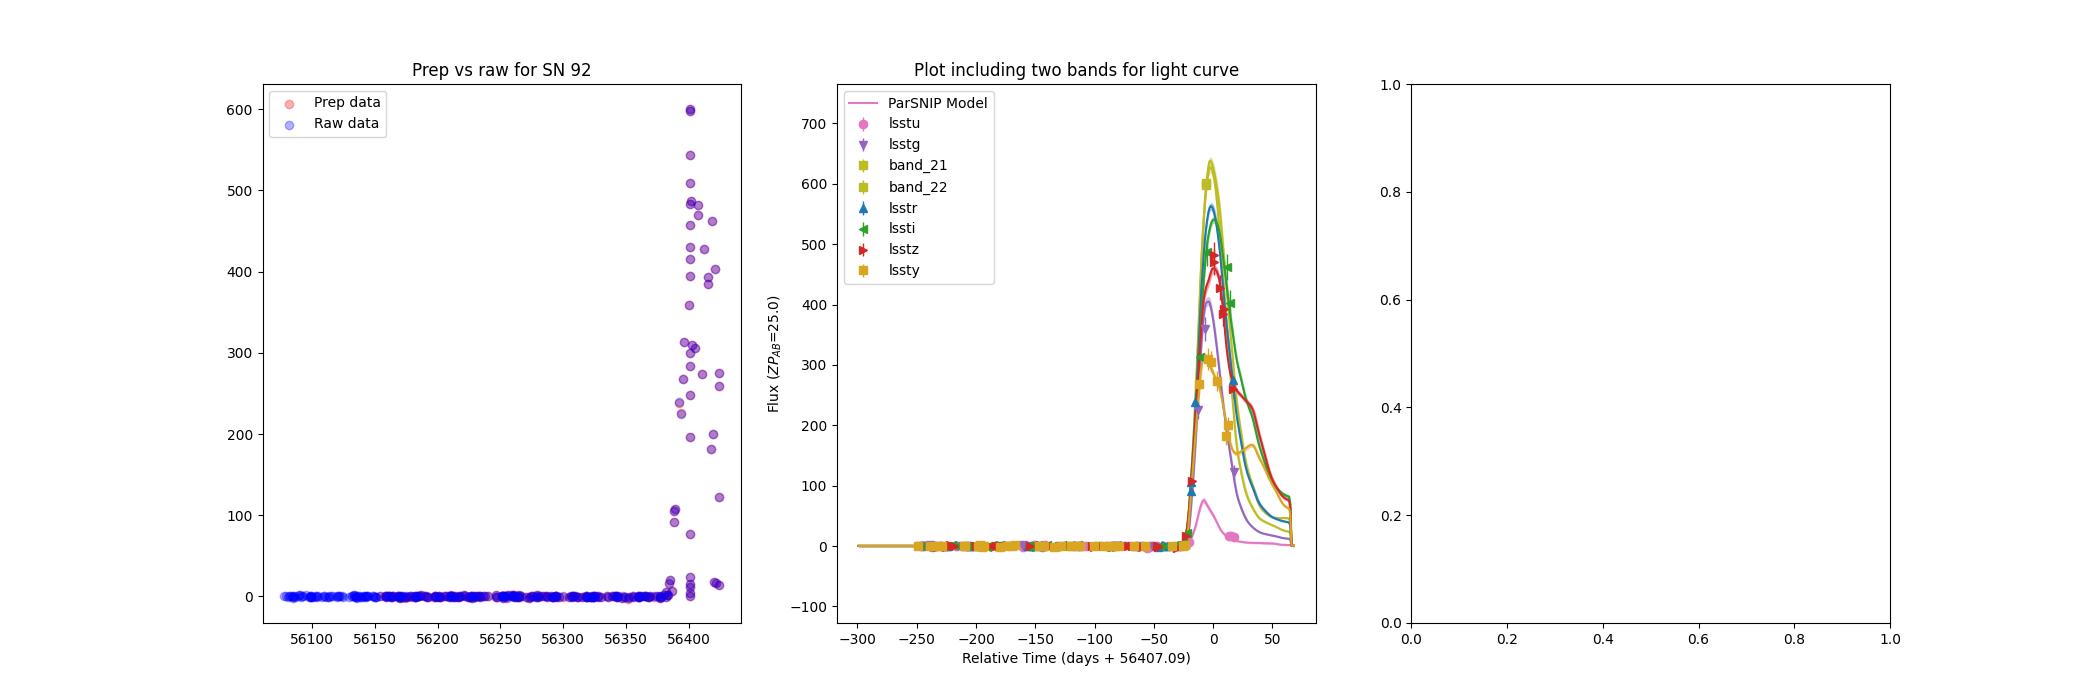 Prep vs raw for SN 92
Prep data
Raw data
600
500
400
300
200
100
0
56100 56150 56200 56250 56300 56350 56400
Plot including two bands for light curve
ParSNIP Model
lsstu
lsstg
band_21
band_22
lsstr
lssti
lsstz
lssty
Flux (ZP_AB=25.0)
700
600
500
400
300
200
100
0
−100
−300 −250 −200 −150 −100 −50 0 50
Relative Time (days + 56407.09)
1.0
0.8
0.6
0.4
0.2
0.0
0.0 0.2 0.4 0.6 0.8 1.0